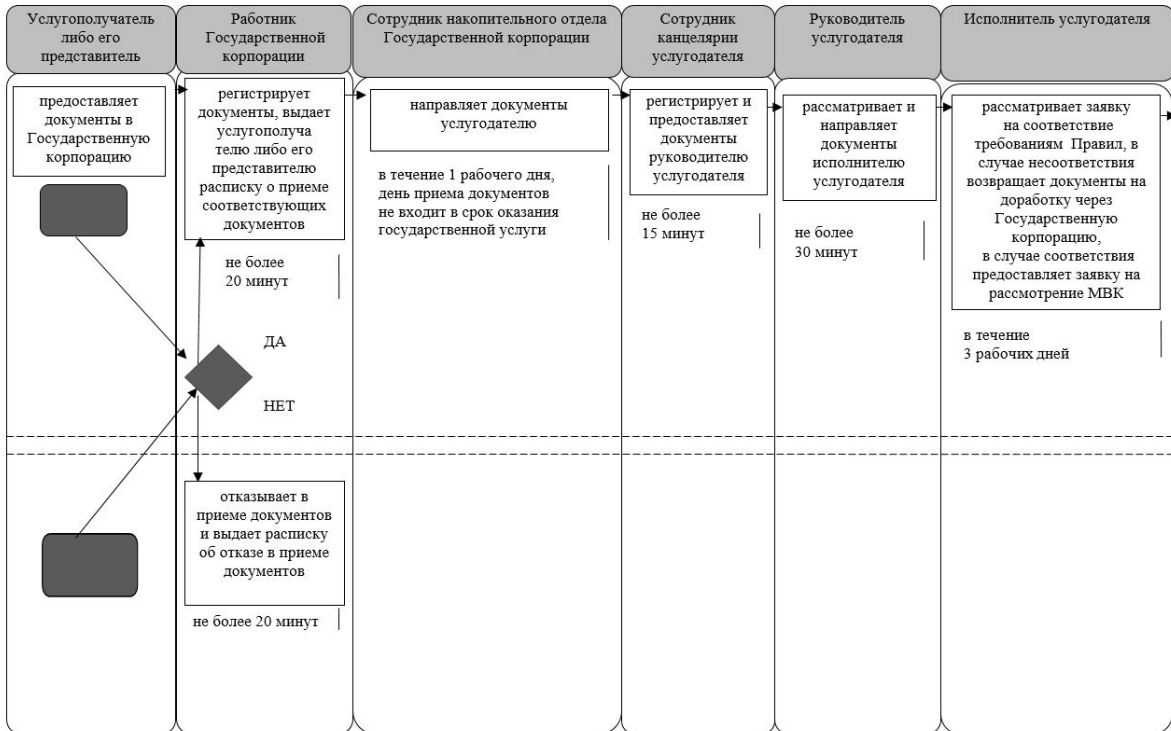 Услугополучатель
либо его
представитель
Работник
Государственной
корпорации
Сотрудник накопительного отдела
Государственной корпорации
Сотрудник
канцелярии
услугодателя
Руководитель
услугодателя
Исполнитель услугодателя
предоставляет
документы в
Государственную
корпорацию
регистрирует
документы, выдает
услугополуча
телю либо его
представителю
расписку о приеме
соответствующих
документов
не более
20 минут
направляет документы
услугодателю
в течение 1 рабочего дня,
день приема документов
не входит в срок оказания
государственной услуги
регистрирует и
предоставляет
документы
руководителю
услугодателя
не более
15 минут
рассматривает и
направляет
документы
исполнителю
услугодателя
не более
30 минут
рассматривает заявку
на соответствие
требованиям Правил, в
случае несоответствия
возвращает документы на
доработку через
Государственную
корпорацию,
в случае соответствия
предоставляет заявку на
рассмотрение МВК
в течение
3 рабочих дней
ДА
НЕТ
отказывает в
приеме документов
и выдает расписку
об отказе в приеме
документов
не более 20 минут